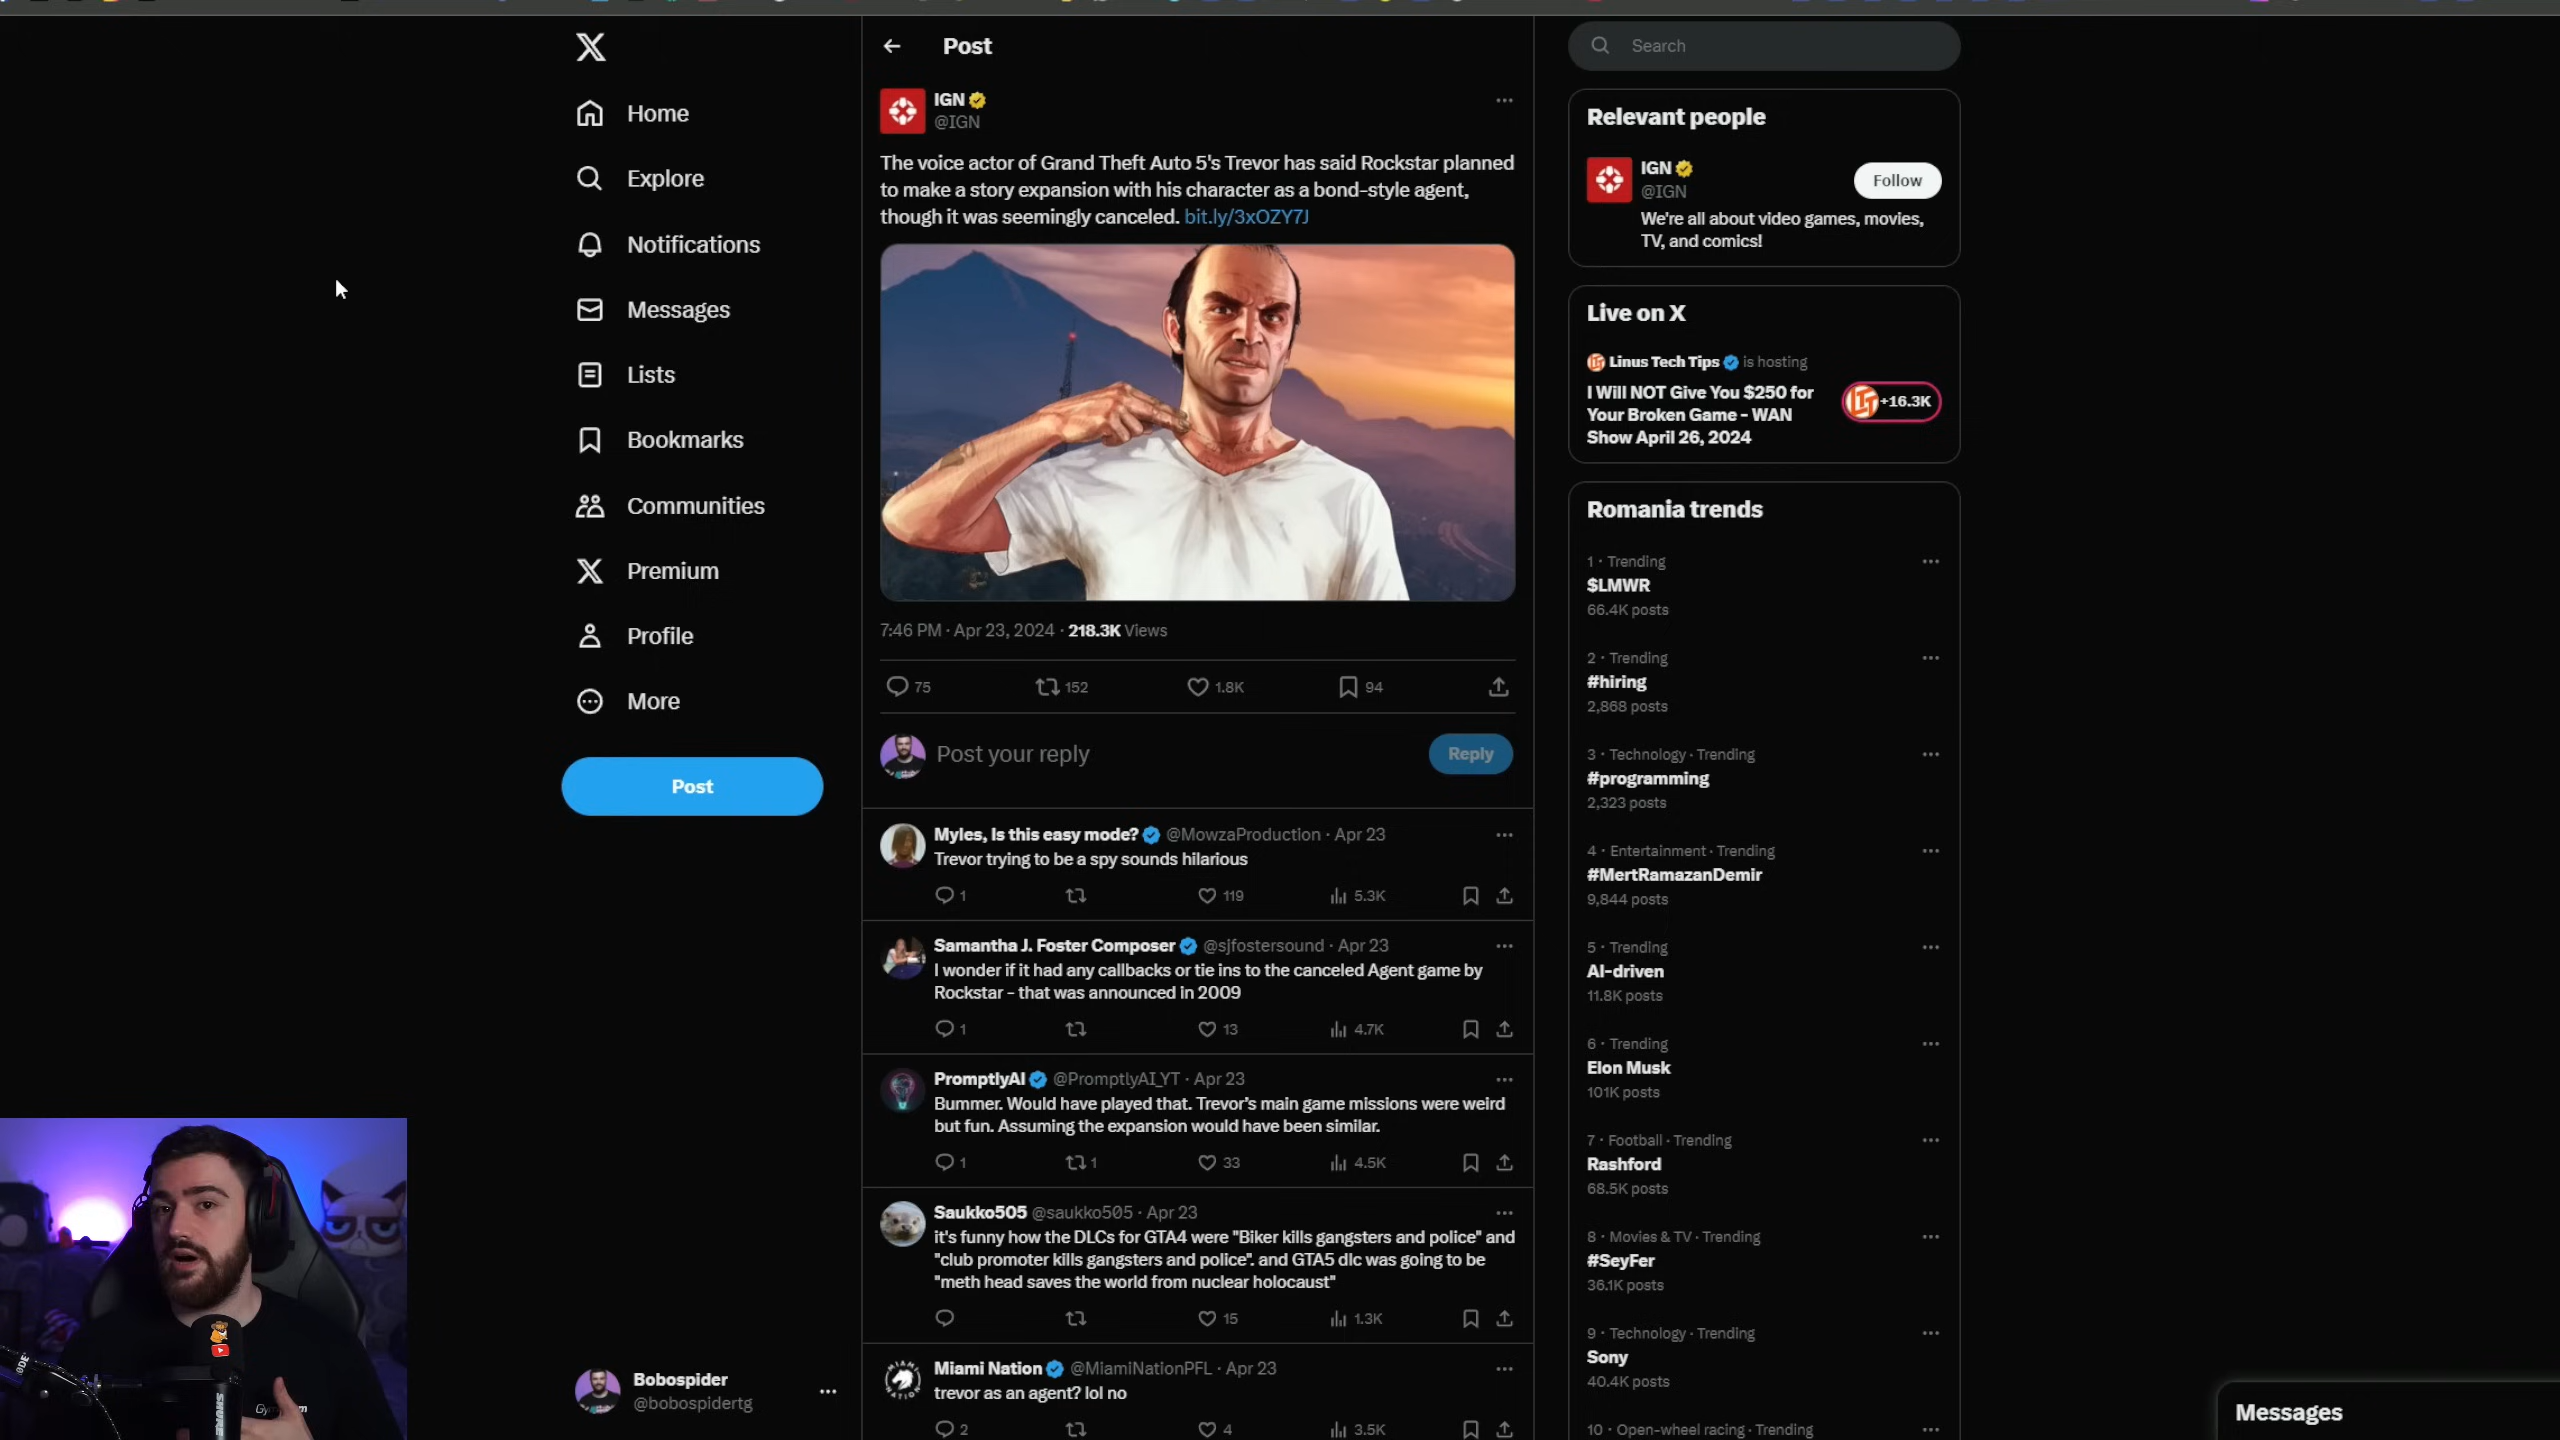 Home
Explore
Notifications
Messages
Lists
Bookmarks
Communities
Premium
Profile
More
Post
Bobospider
@bobospidertg
Post
IGN
@IGN
The voice actor of Grand Theft Auto 5's Trevor has said Rockstar planned
to make a story expansion with his character as a bond-style agent,
though it was seemingly canceled. bit.ly/3xOZY7J
7:46 PM · Apr 23, 2024 · 218.3K Views
75 152 1.8K 94
Post your reply
Reply
Myles, Is this easy mode? @MowzaProduction · Apr 23
Trevor trying to be a spy sounds hilarious
1 119 5.3K
Samantha J. Foster Composer @sjfostersound · Apr 23
I wonder if it had any callbacks or tie ins to the canceled Agent game by
Rockstar - that was announced in 2009
1 13 4.7K
PromptlyAI @PromptlyAI_YT · Apr 23
Bummer. Would have played that. Trevor's main game missions were weird
but fun. Assuming the expansion would have been similar.
1 1 33 4.5K
Saukko505 @saukko505 · Apr 23
it's funny how the DLCs for GTA4 were "Biker kills gangsters and police" and
"club promoter kills gangsters and police". and GTA5 dlc was going to be
"meth head saves the world from nuclear holocaust"
15 1.3K
Miami Nation @MiamiNationPFL · Apr 23
trevor as an agent? lol no
2 4 3.5K
Search
Relevant people
IGN
@IGN
Follow
We're all about video games, movies,
TV, and comics!
Live on X
Linus Tech Tips is hosting
I Will NOT Give You $250 for
Your Broken Game - WAN
Show April 26, 2024
+16.3K
Romania trends
1 · Trending
$LMWR
66.4K posts
2 · Trending
#hiring
2,868 posts
3 · Technology · Trending
#programming
2,323 posts
4 · Entertainment · Trending
#MertRamazanDemir
9,844 posts
5 · Trending
AI-driven
11.8K posts
6 · Trending
Elon Musk
101K posts
7 · Football · Trending
Rashford
68.5K posts
8 · Movies & TV · Trending
#SeyFer
36.1K posts
9 · Technology · Trending
Sony
40.4K posts
10 · Open-wheel racing · Trending
Messages
SHURE